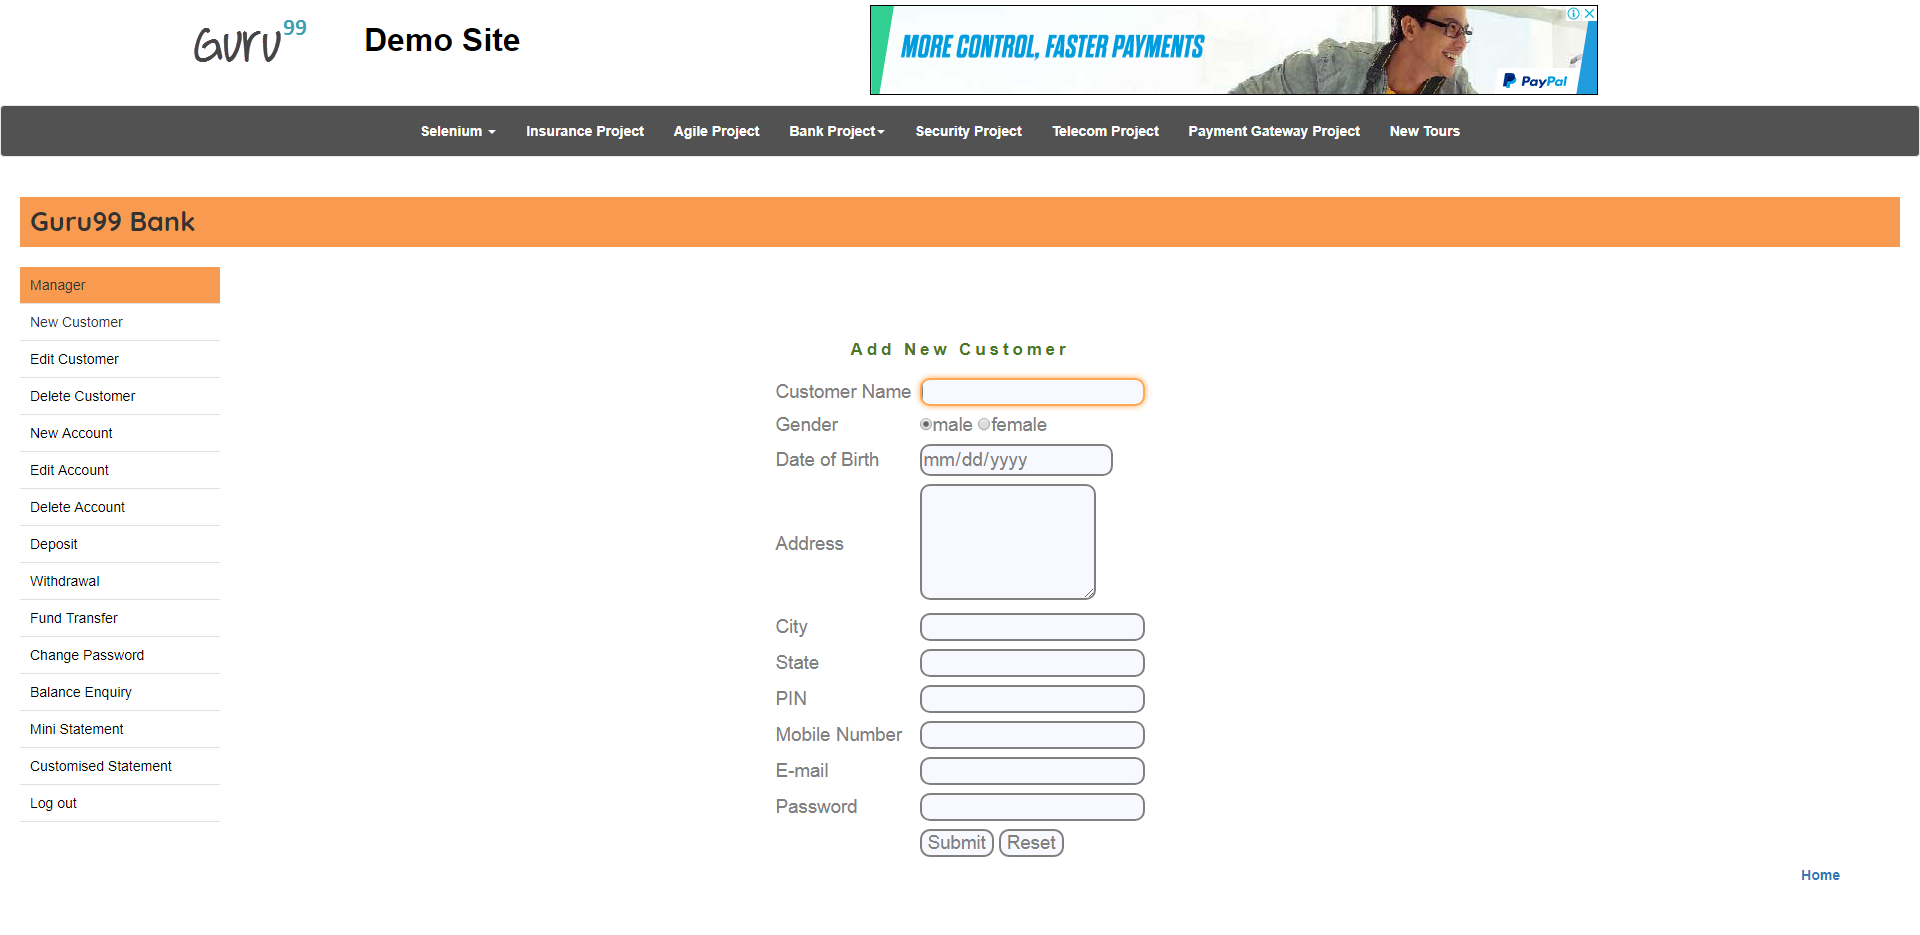 Guru99
Demo Site
MORE CONTROL, FASTER PAYMENTS
PayPal
Selenium
Insurance Project
Agile Project
Bank Project
Security Project
Telecom Project
Payment Gateway Project
New Tours
Guru99 Bank
Manager
New Customer
Edit Customer
Delete Customer
New Account
Edit Account
Delete Account
Deposit
Withdrawal
Fund Transfer
Change Password
Balance Enquiry
Mini Statement
Customised Statement
Log out
Add New Customer
Customer Name
Gender male female
Date of Birth mm/dd/yyyy
Address
City
State
PIN
Mobile Number
E-mail
Password
Submit Reset
Home